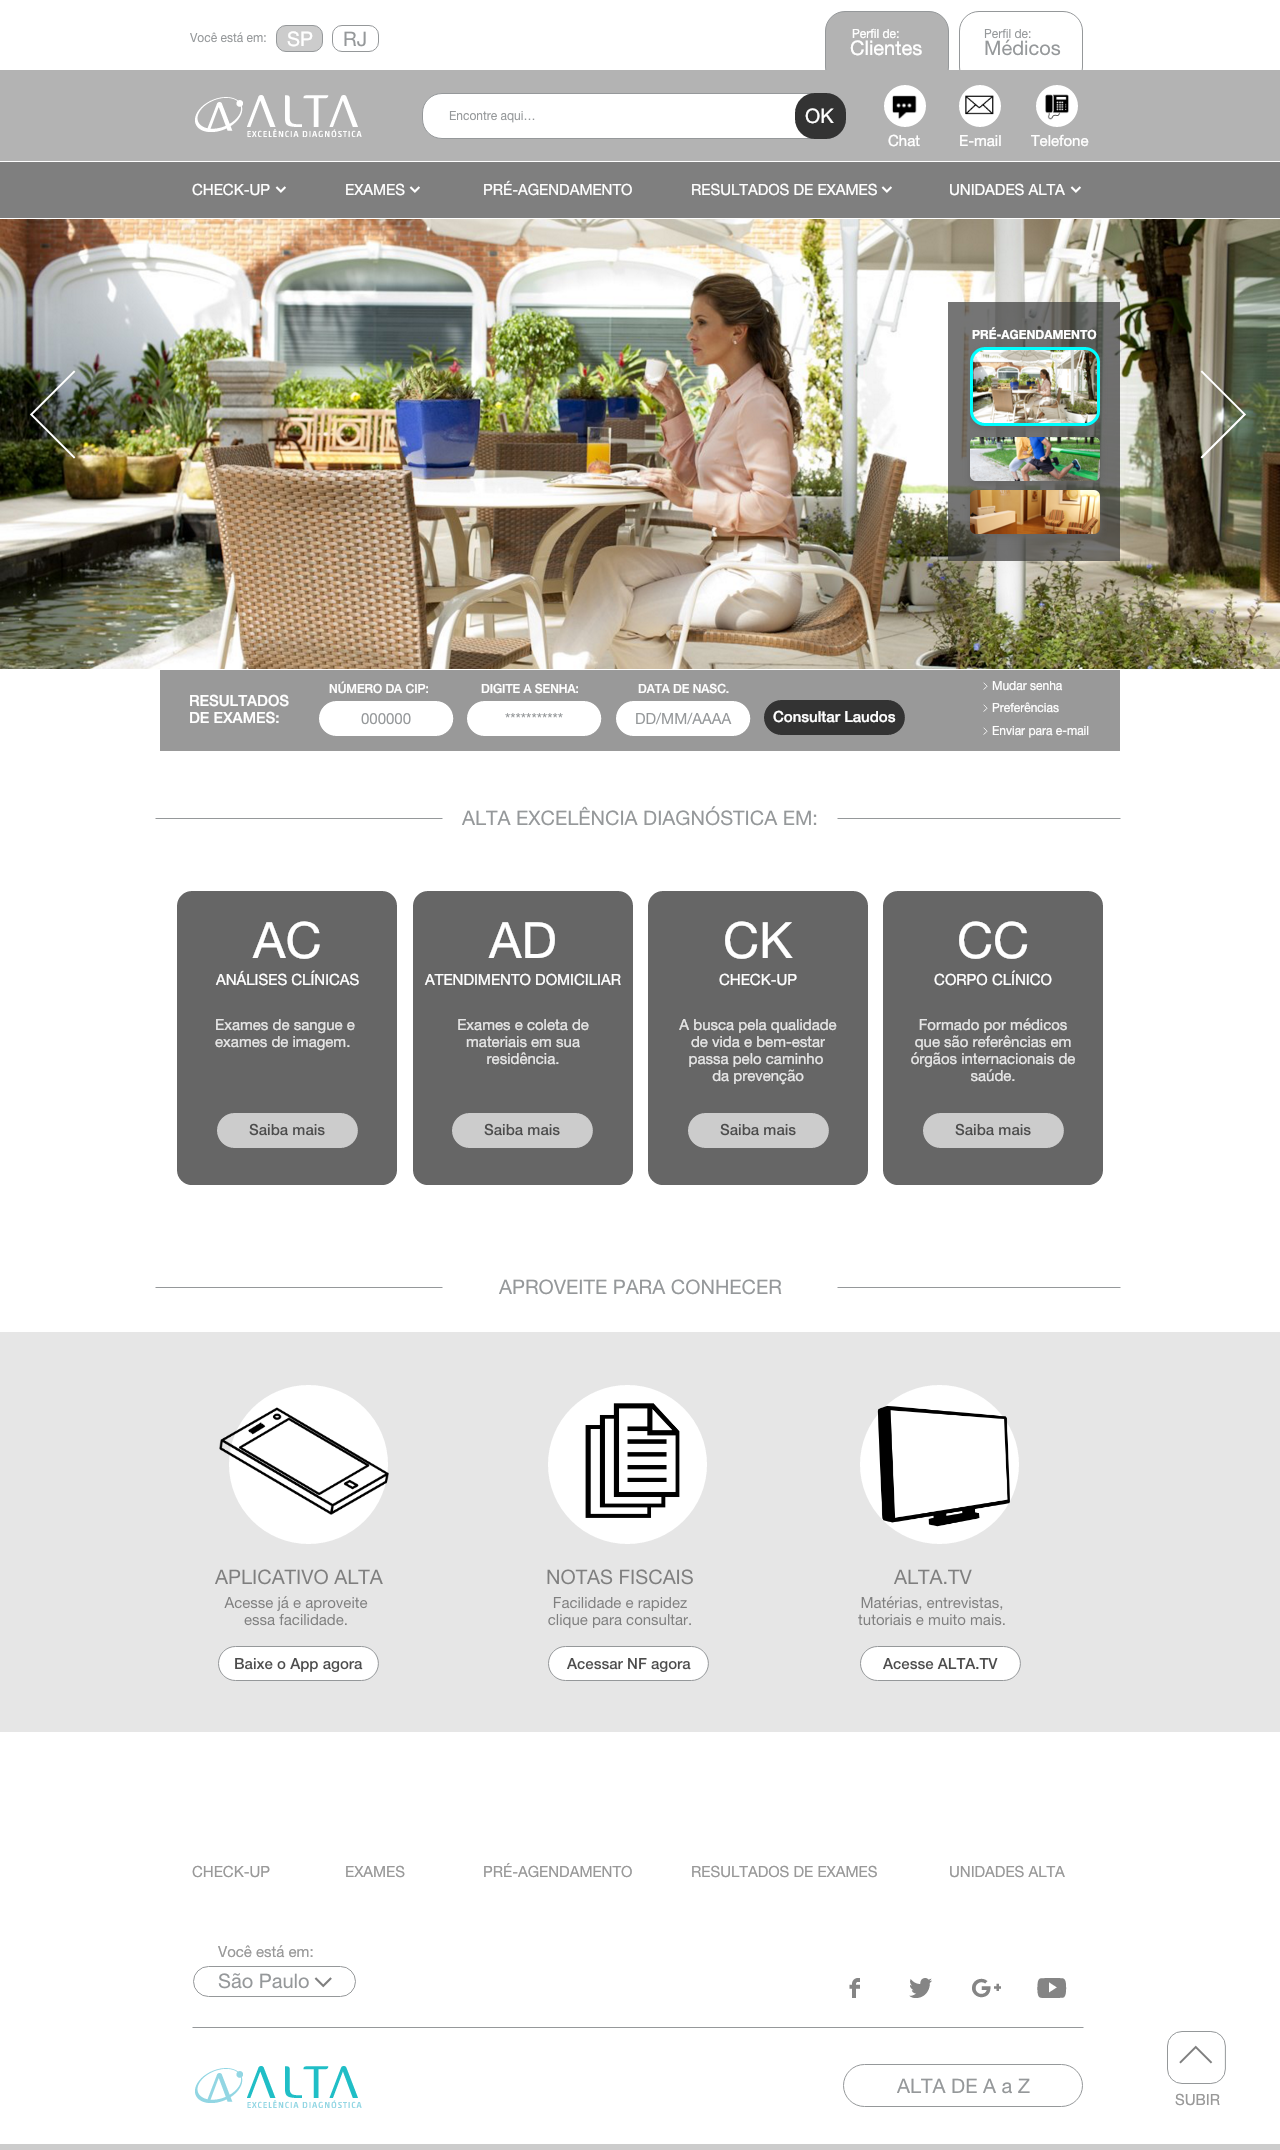 Você está em:
SP
RJ
Perfil de:
Clientes
Perfil de:
Médicos
ALTA
EXCELÊNCIA DIAGNÓSTICA
Encontre aqui...
OK
Chat
E-mail
Telefone
CHECK-UP
EXAMES
PRÉ-AGENDAMENTO
RESULTADOS DE EXAMES
UNIDADES ALTA
PRÉ-AGENDAMENTO
RESULTADOS
DE EXAMES:
NÚMERO DA CIP:
000000
DIGITE A SENHA:
***********
DATA DE NASC.
DD/MM/AAAA
Consultar Laudos
> Mudar senha
> Preferências
> Enviar para e-mail
ALTA EXCELÊNCIA DIAGNÓSTICA EM:
AC
ANÁLISES CLÍNICAS
Exames de sangue e
exames de imagem.
Saiba mais
AD
ATENDIMENTO DOMICILIAR
Exames e coleta de
materiais em sua
residência.
Saiba mais
CK
CHECK-UP
A busca pela qualidade
de vida e bem-estar
passa pelo caminho
da prevenção
Saiba mais
CC
CORPO CLÍNICO
Formado por médicos
que são referências em
órgãos internacionais de
saúde.
Saiba mais
APROVEITE PARA CONHECER
APLICATIVO ALTA
Acesse já e aproveite
essa facilidade.
Baixe o App agora
NOTAS FISCAIS
Facilidade e rapidez
clique para consultar.
Acessar NF agora
ALTA.TV
Matérias, entrevistas,
tutoriais e muito mais.
Acesse ALTA.TV
CHECK-UP
EXAMES
PRÉ-AGENDAMENTO
RESULTADOS DE EXAMES
UNIDADES ALTA
Você está em:
São Paulo
f
G+
ALTA
EXCELÊNCIA DIAGNÓSTICA
ALTA DE A a Z
SUBIR